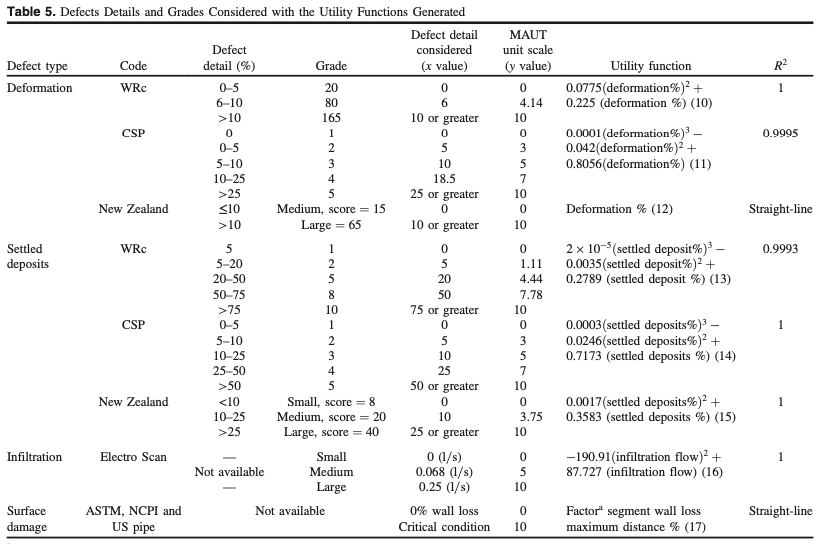 Table 5. Defects Details and Grades Considered with the Utility Functions Generated
Defect detail considered MAUT
Defect detail considered unit scale
Defect type Code detail (%) Grade (x value) (y value) Utility function R²
Deformation WRc 0–5 20 0 0 0.0775(deformation%)² + 1
6–10 80 6 4.14 0.225 (deformation %) (10)
>10 165 10 or greater 10
CSP 0 1 0 0 0.0001(deformation%)³ − 0.9995
0–5 2 5 3 0.042(deformation%)² +
5–10 3 10 5 0.8056(deformation%) (11)
10–25 4 18.5 7
>25 5 25 or greater 10
New Zealand ≤10 Medium, score = 15 0 0 Deformation % (12) Straight-line
>10 Large = 65 10 or greater 10
Settled WRc 5 1 0 0 2 × 10⁻⁵(settled deposit%)³ − 0.9993
deposits 5–20 2 5 1.11 0.0035(settled deposit%)² +
20–50 5 20 4.44 0.2789 (settled deposit %) (13)
50–75 8 50 7.78
>75 10 75 or greater 10
CSP 0–5 1 0 0 0.0003(settled deposits%)³ − 1
5–10 2 5 3 0.0246(settled deposits%)² +
10–25 3 10 5 0.7173 (settled deposits %) (14)
25–50 4 25 7
>50 5 50 or greater 10
New Zealand <10 Small, score = 8 0 0 0.0017(settled deposits%)² + 1
10–25 Medium, score = 20 10 3.75 0.3583 (settled deposits %) (15)
>25 Large, score = 40 25 or greater 10
Infiltration Electro Scan — Small 0 (l/s) 0 −190.91(infiltration flow)² + 1
Not available Medium 0.068 (l/s) 5 87.727 (infiltration flow) (16)
— Large 0.25 (l/s) 10
Surface ASTM, NCPI and Not available 0% wall loss 0 Factorᵃ segment wall loss Straight-line
damage US pipe Critical condition 10 maximum distance % (17)